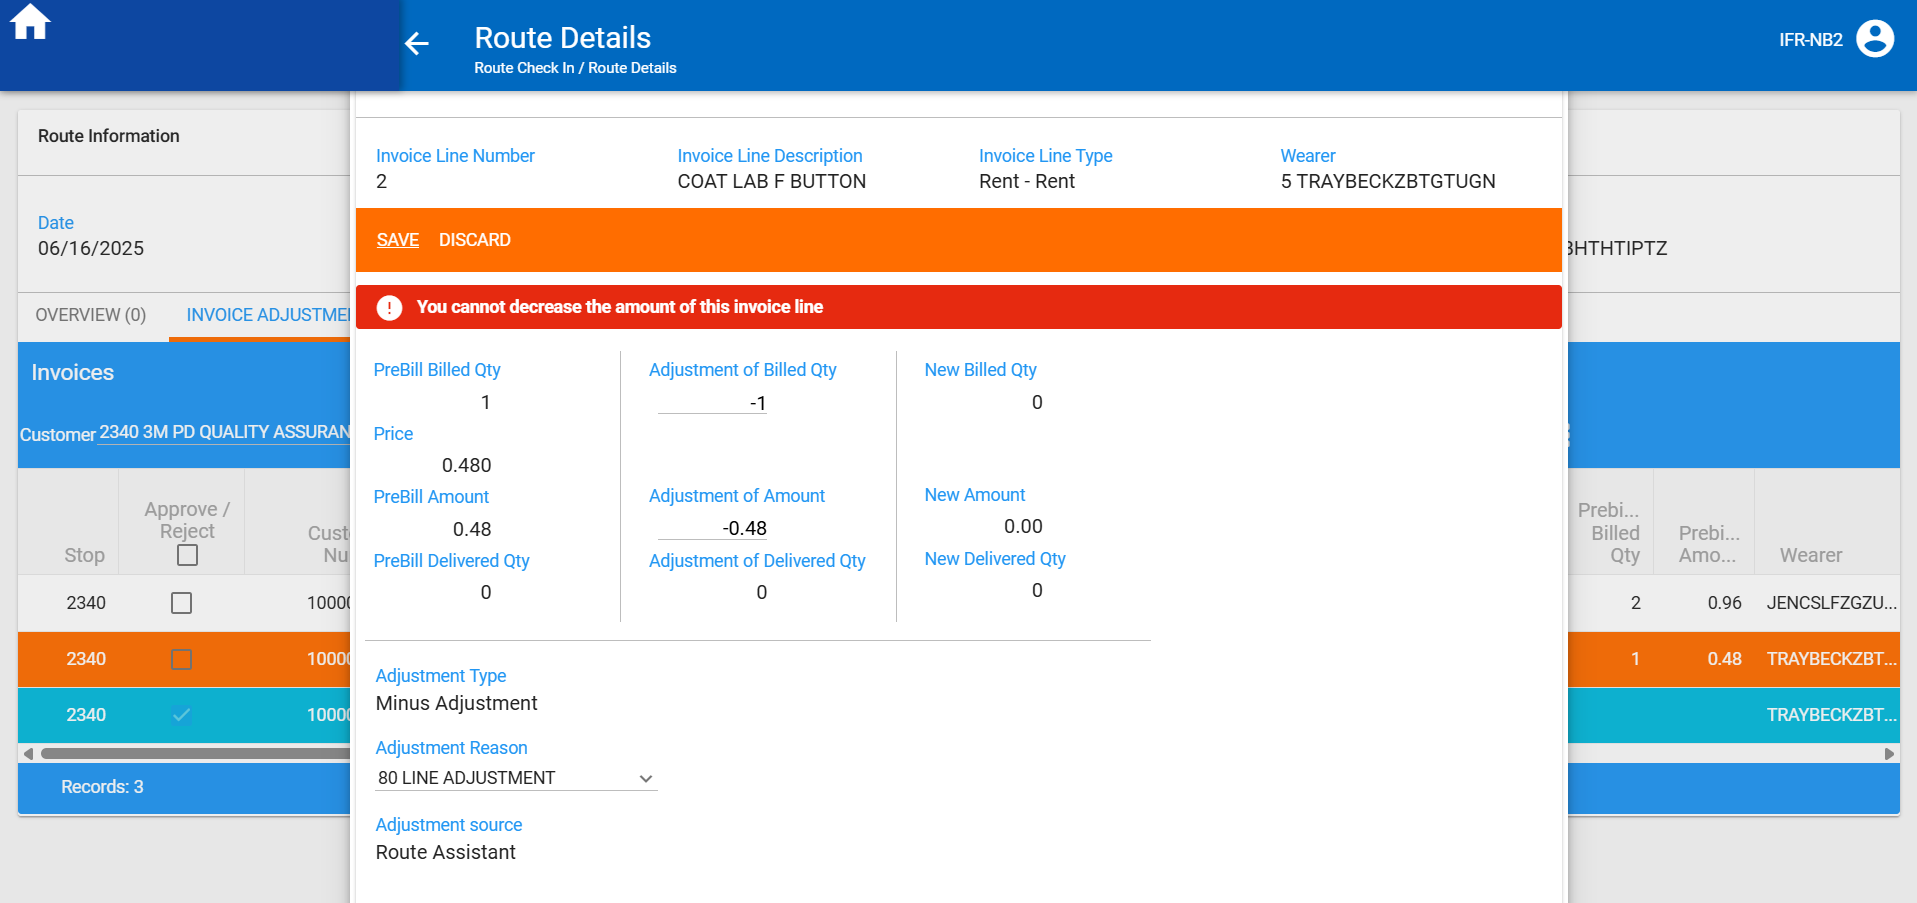 Route Details
Route Check In / Route Details
IFR-NB2
Route Information
Date
06/16/2025
BHTHTIPTZ
OVERVIEW (0)
INVOICE ADJUSTME
Invoices
Customer 2340 3M PD QUALITY ASSURAN
Stop
Approve /
Reject
Custo
Nu
Prebi...
Billed
Qty
Prebi...
Amo...
Wearer
2340
10000
2
0.96
JENCSLFZGZU...
2340
10000
1
0.48
TRAYBECKZBT...
2340
10000
TRAYBECKZBT...
Records: 3
Invoice Line Number
2
Invoice Line Description
COAT LAB F BUTTON
Invoice Line Type
Rent - Rent
Wearer
5 TRAYBECKZBTGTUGN
SAVE DISCARD
You cannot decrease the amount of this invoice line
PreBill Billed Qty
1
Price
0.480
PreBill Amount
0.48
PreBill Delivered Qty
0
Adjustment of Billed Qty
-1
Adjustment of Amount
-0.48
Adjustment of Delivered Qty
0
New Billed Qty
0
New Amount
0.00
New Delivered Qty
0
Adjustment Type
Minus Adjustment
Adjustment Reason
80 LINE ADJUSTMENT
Adjustment source
Route Assistant